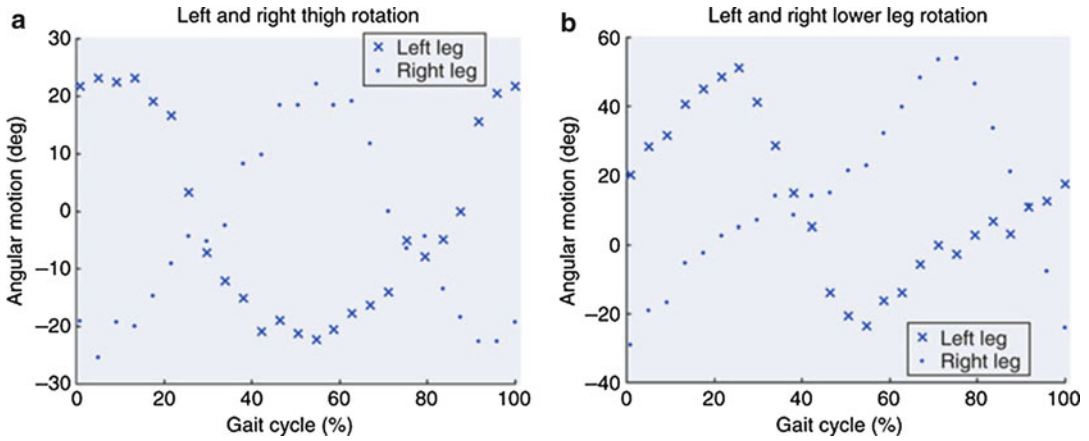 a
Left and right thigh rotation
30
20
10
0
−10
−20
−30
Angular motion (deg)
Left leg
Right leg
0 20 40 60 80 100
Gait cycle (%)
b
Left and right lower leg rotation
60
40
20
0
−20
−40
Angular motion (deg)
Left leg
Right leg
0 20 40 60 80 100
Gait cycle (%)